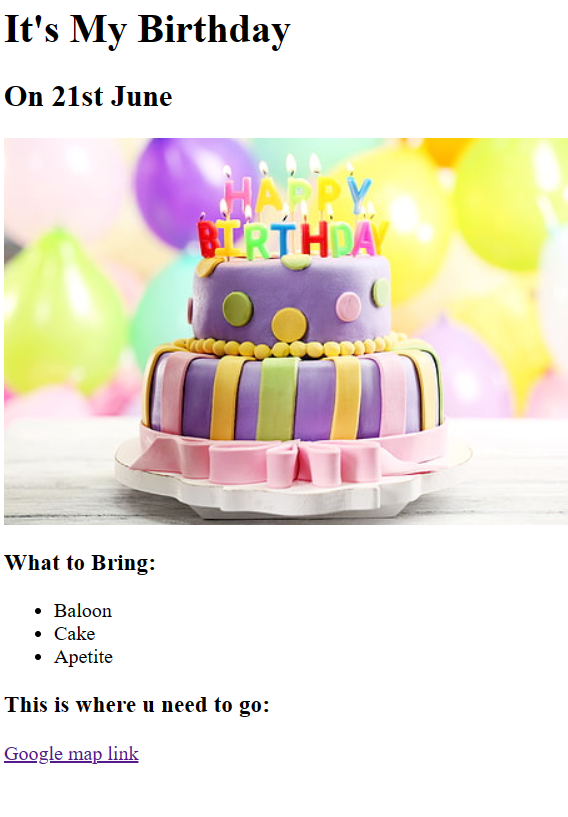 It's My Birthday
On 21st June
HAPPY
BIRTHDAY
What to Bring:
Baloon
Cake
Apetite
This is where u need to go:
Google map link